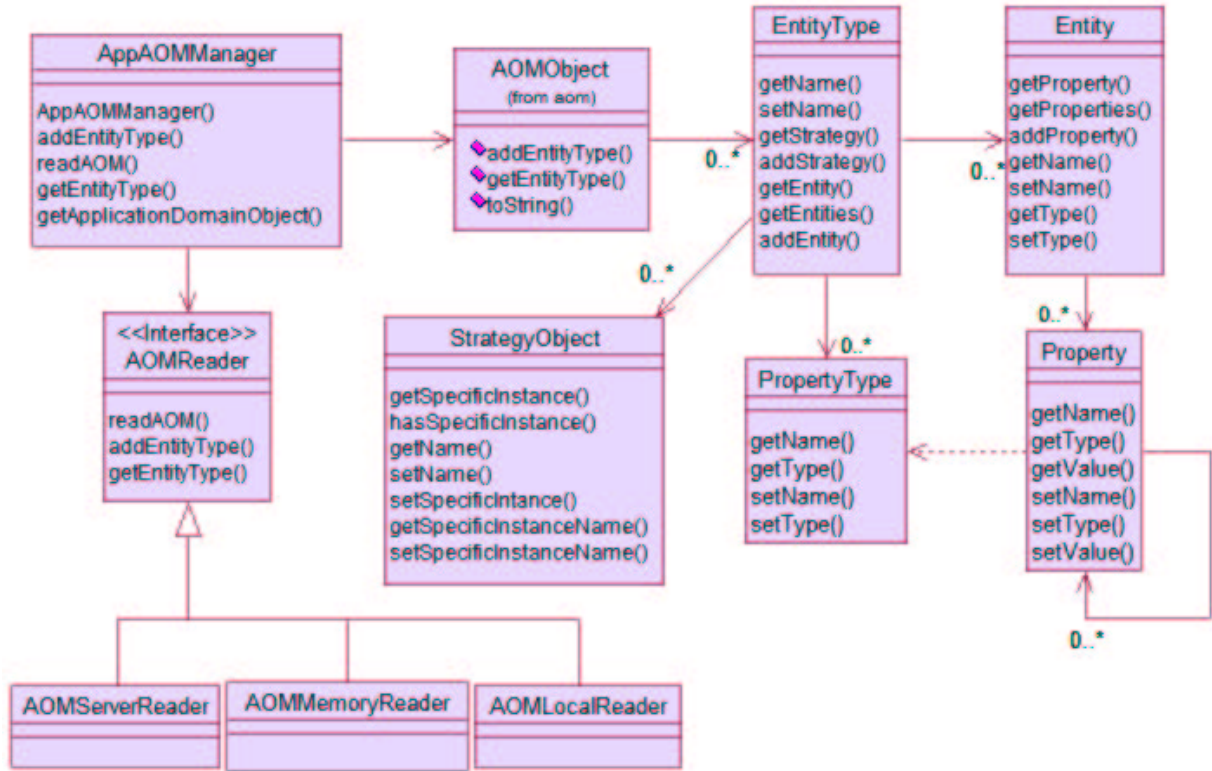 AppAOMManager
AppAOMManager()
addEntityType()
readAOM()
getEntityType()
getApplicationDomainObject()
AOMObject
(from aom)
addEntityType()
getEntityType()
toString()
0..*
EntityType
getName()
setName()
getStrategy()
addStrategy()
getEntity()
getEntities()
addEntity()
0..*
Entity
getProperty()
getProperties()
addProperty()
getName()
setName()
getType()
setType()
<<Interface>>
AOMReader
readAOM()
addEntityType()
getEntityType()
0..*
StrategyObject
getSpecificInstance()
hasSpecificInstance()
getName()
setName()
setSpecificIntance()
getSpecificInstanceName()
setSpecificInstanceName()
0..*
PropertyType
getName()
getType()
setName()
setType()
0..*
Property
getName()
getType()
getValue()
setName()
setType()
setValue()
0..*
AOMServerReader
AOMMemoryReader
AOMLocalReader